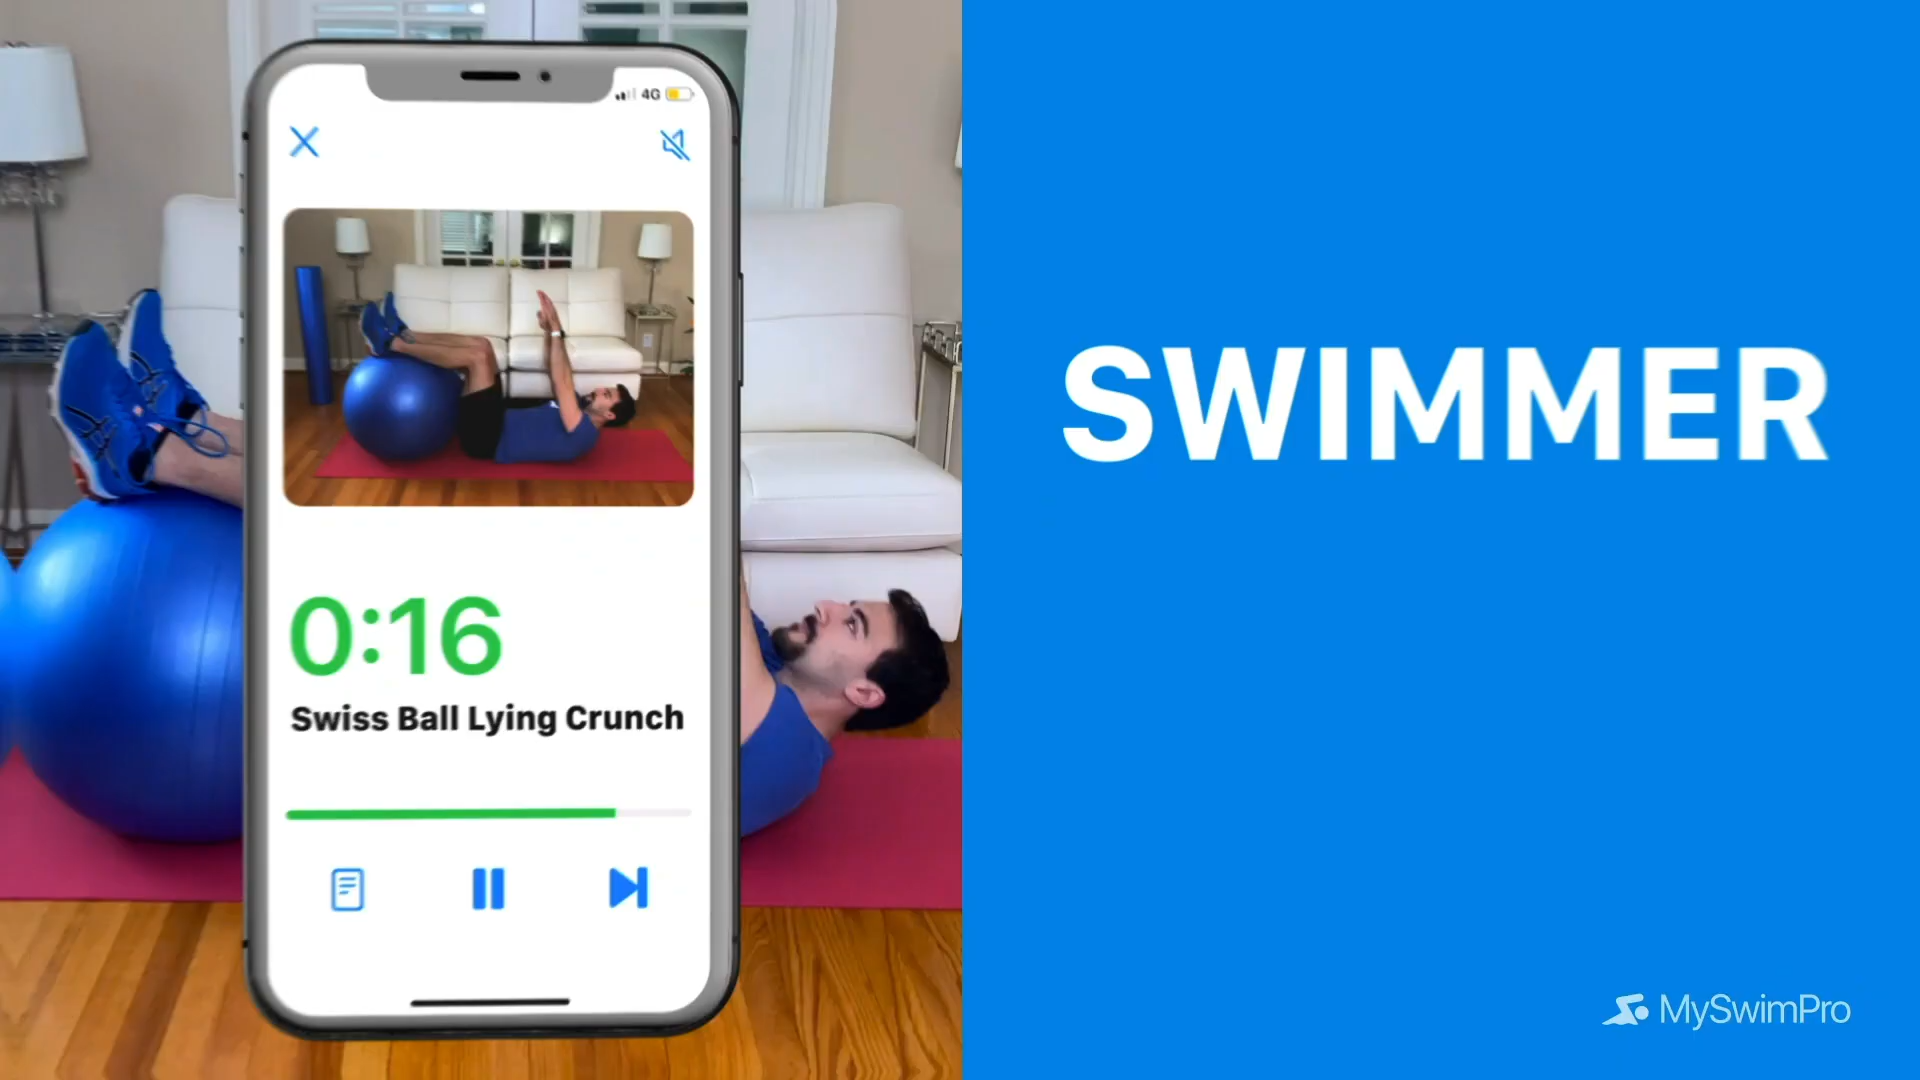 4G
0:16
Swiss Ball Lying Crunch
SWIMMER
MySwimPro